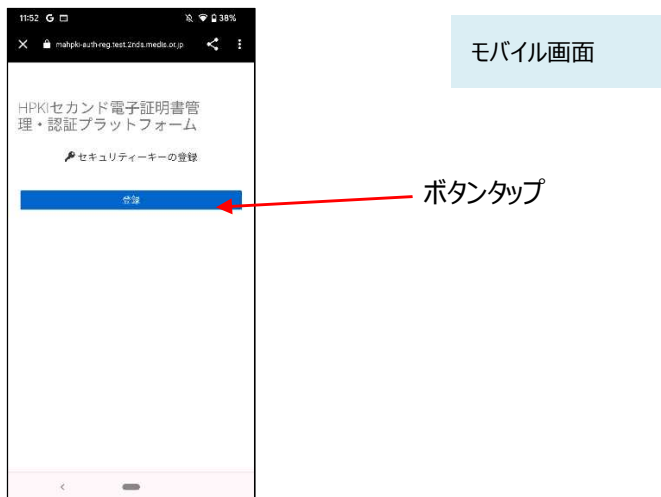 11:52 G 38%
mahpki-auth-reg.test.2nds.medis.or.jp
モバイル画面
HPKIセカンド電子証明書管
理・認証プラットフォーム
セキュリティーキーの登録
登録
ボタンタップ